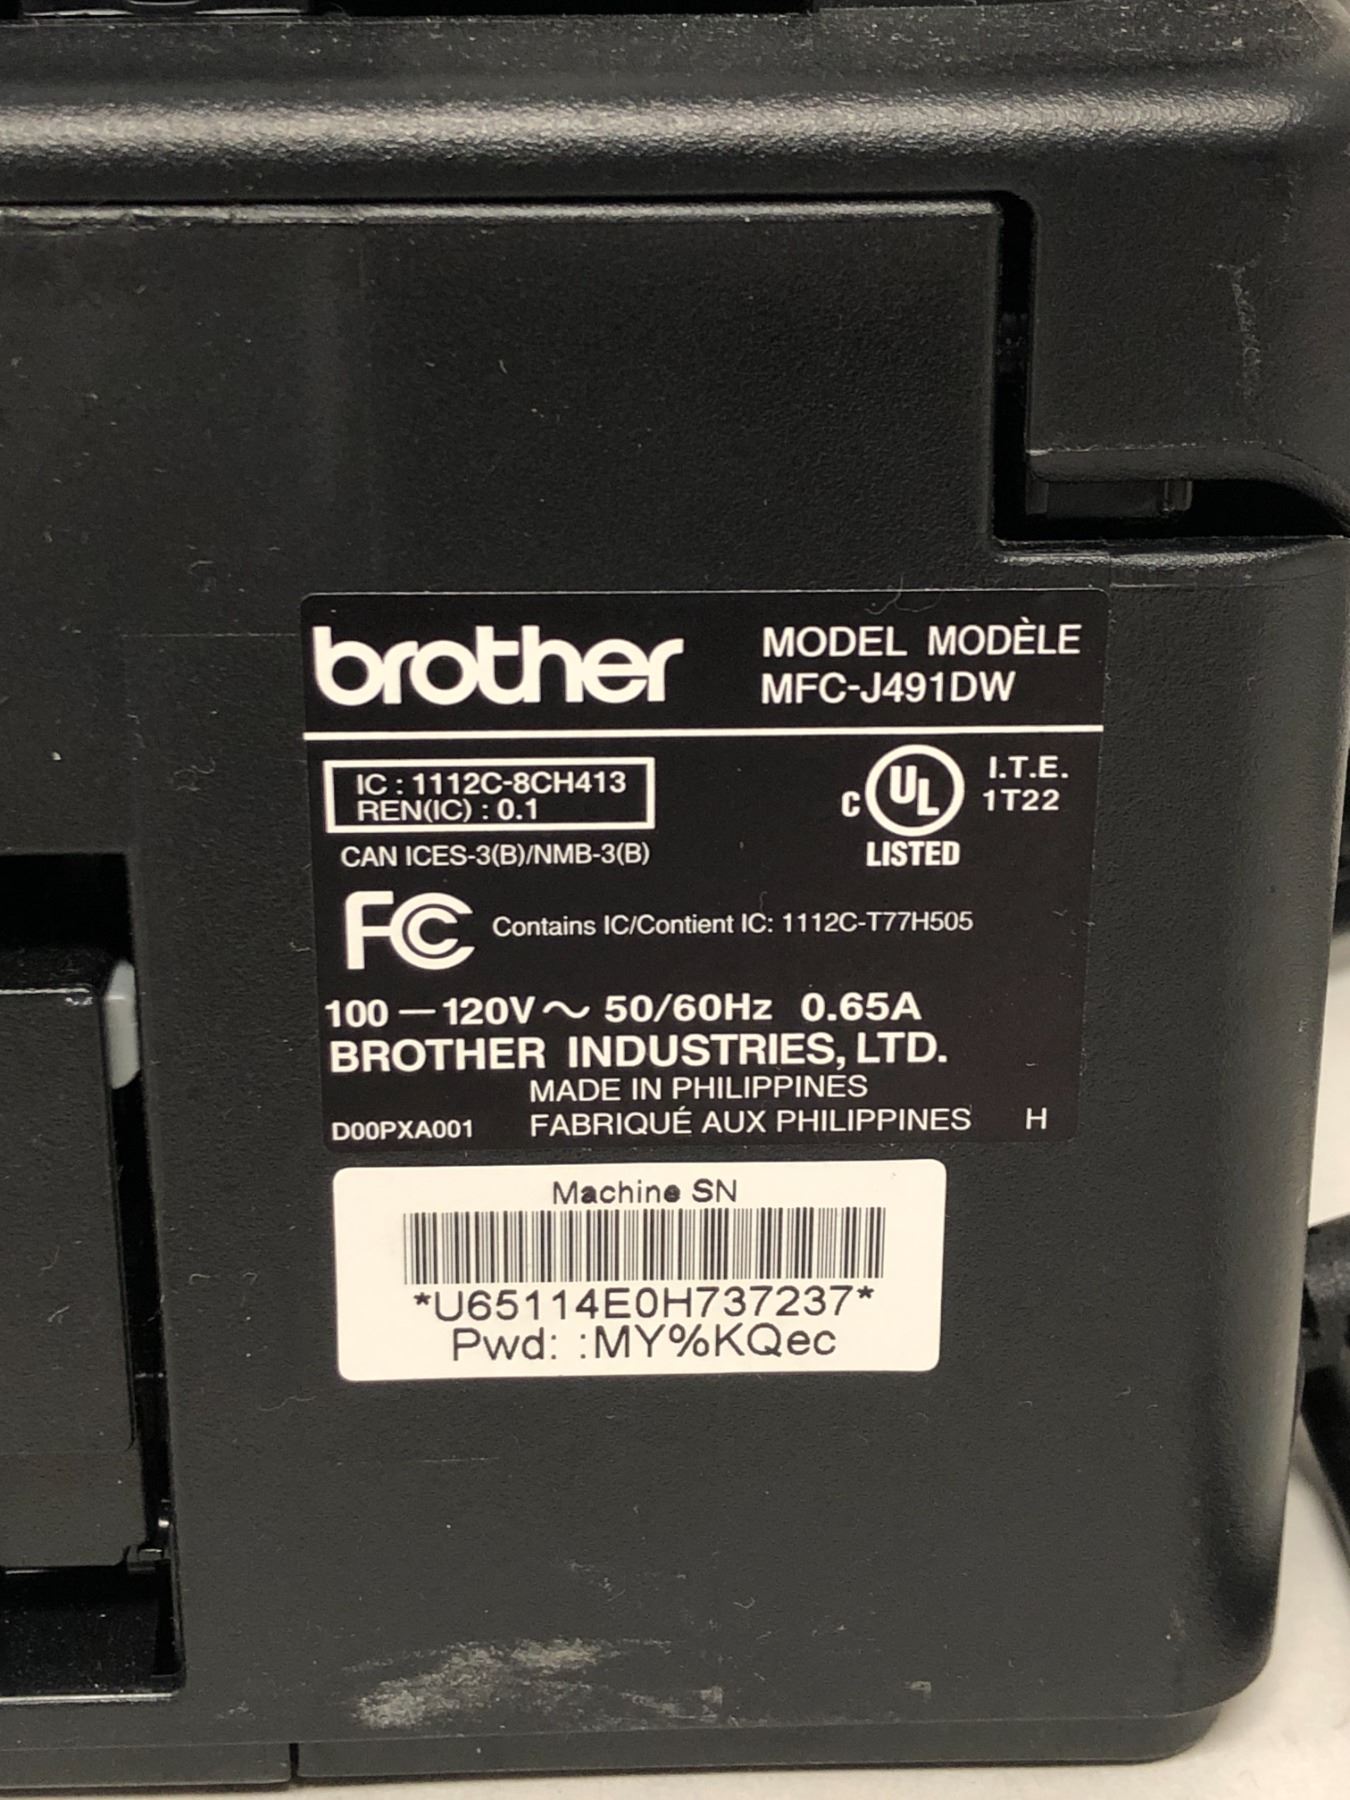 brother
MODEL MODÈLE
MFC-J491DW
IC : 1112C-8CH413
REN(IC) : 0.1
C UL LISTED
I.T.E.
1T22
CAN ICES-3(B)/NMB-3(B)
FC Contains IC/Contient IC: 1112C-T77H505
100 — 120V ~ 50/60Hz 0.65A
BROTHER INDUSTRIES, LTD.
MADE IN PHILIPPINES
D00PXA001 FABRIQUÉ AUX PHILIPPINES H
Machine SN
*U65114E0H737237*
Pwd: :MY%KQec